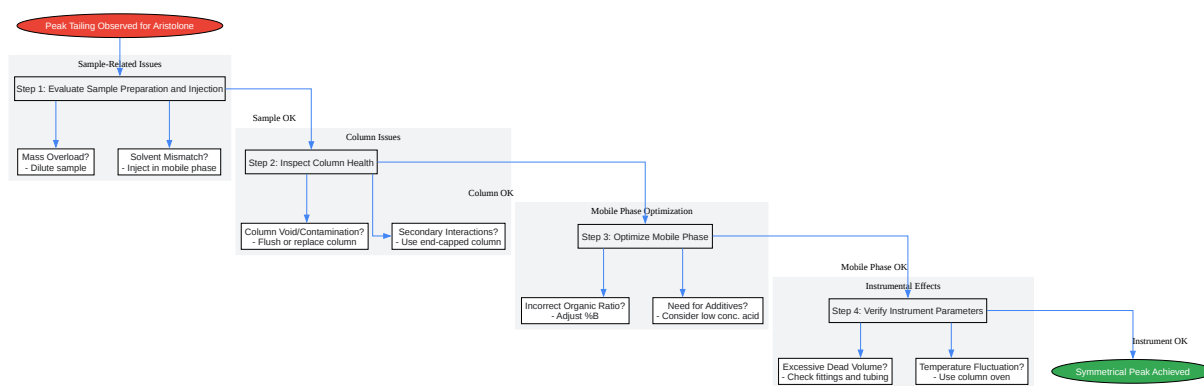 Peak Tailing Observed for Aristolone
Sample-Related Issues
Step 1: Evaluate Sample Preparation and Injection
Mass Overload?
- Dilute sample
Solvent Mismatch?
- Inject in mobile phase
Sample OK
Column Issues
Step 2: Inspect Column Health
Column Void/Contamination?
- Flush or replace column
Secondary Interactions?
- Use end-capped column
Column OK
Mobile Phase Optimization
Step 3: Optimize Mobile Phase
Incorrect Organic Ratio?
- Adjust %B
Need for Additives?
- Consider low conc. acid
Mobile Phase OK
Instrumental Effects
Step 4: Verify Instrument Parameters
Excessive Dead Volume?
- Check fittings and tubing
Temperature Fluctuation?
- Use column oven
Instrument OK
Symmetrical Peak Achieved